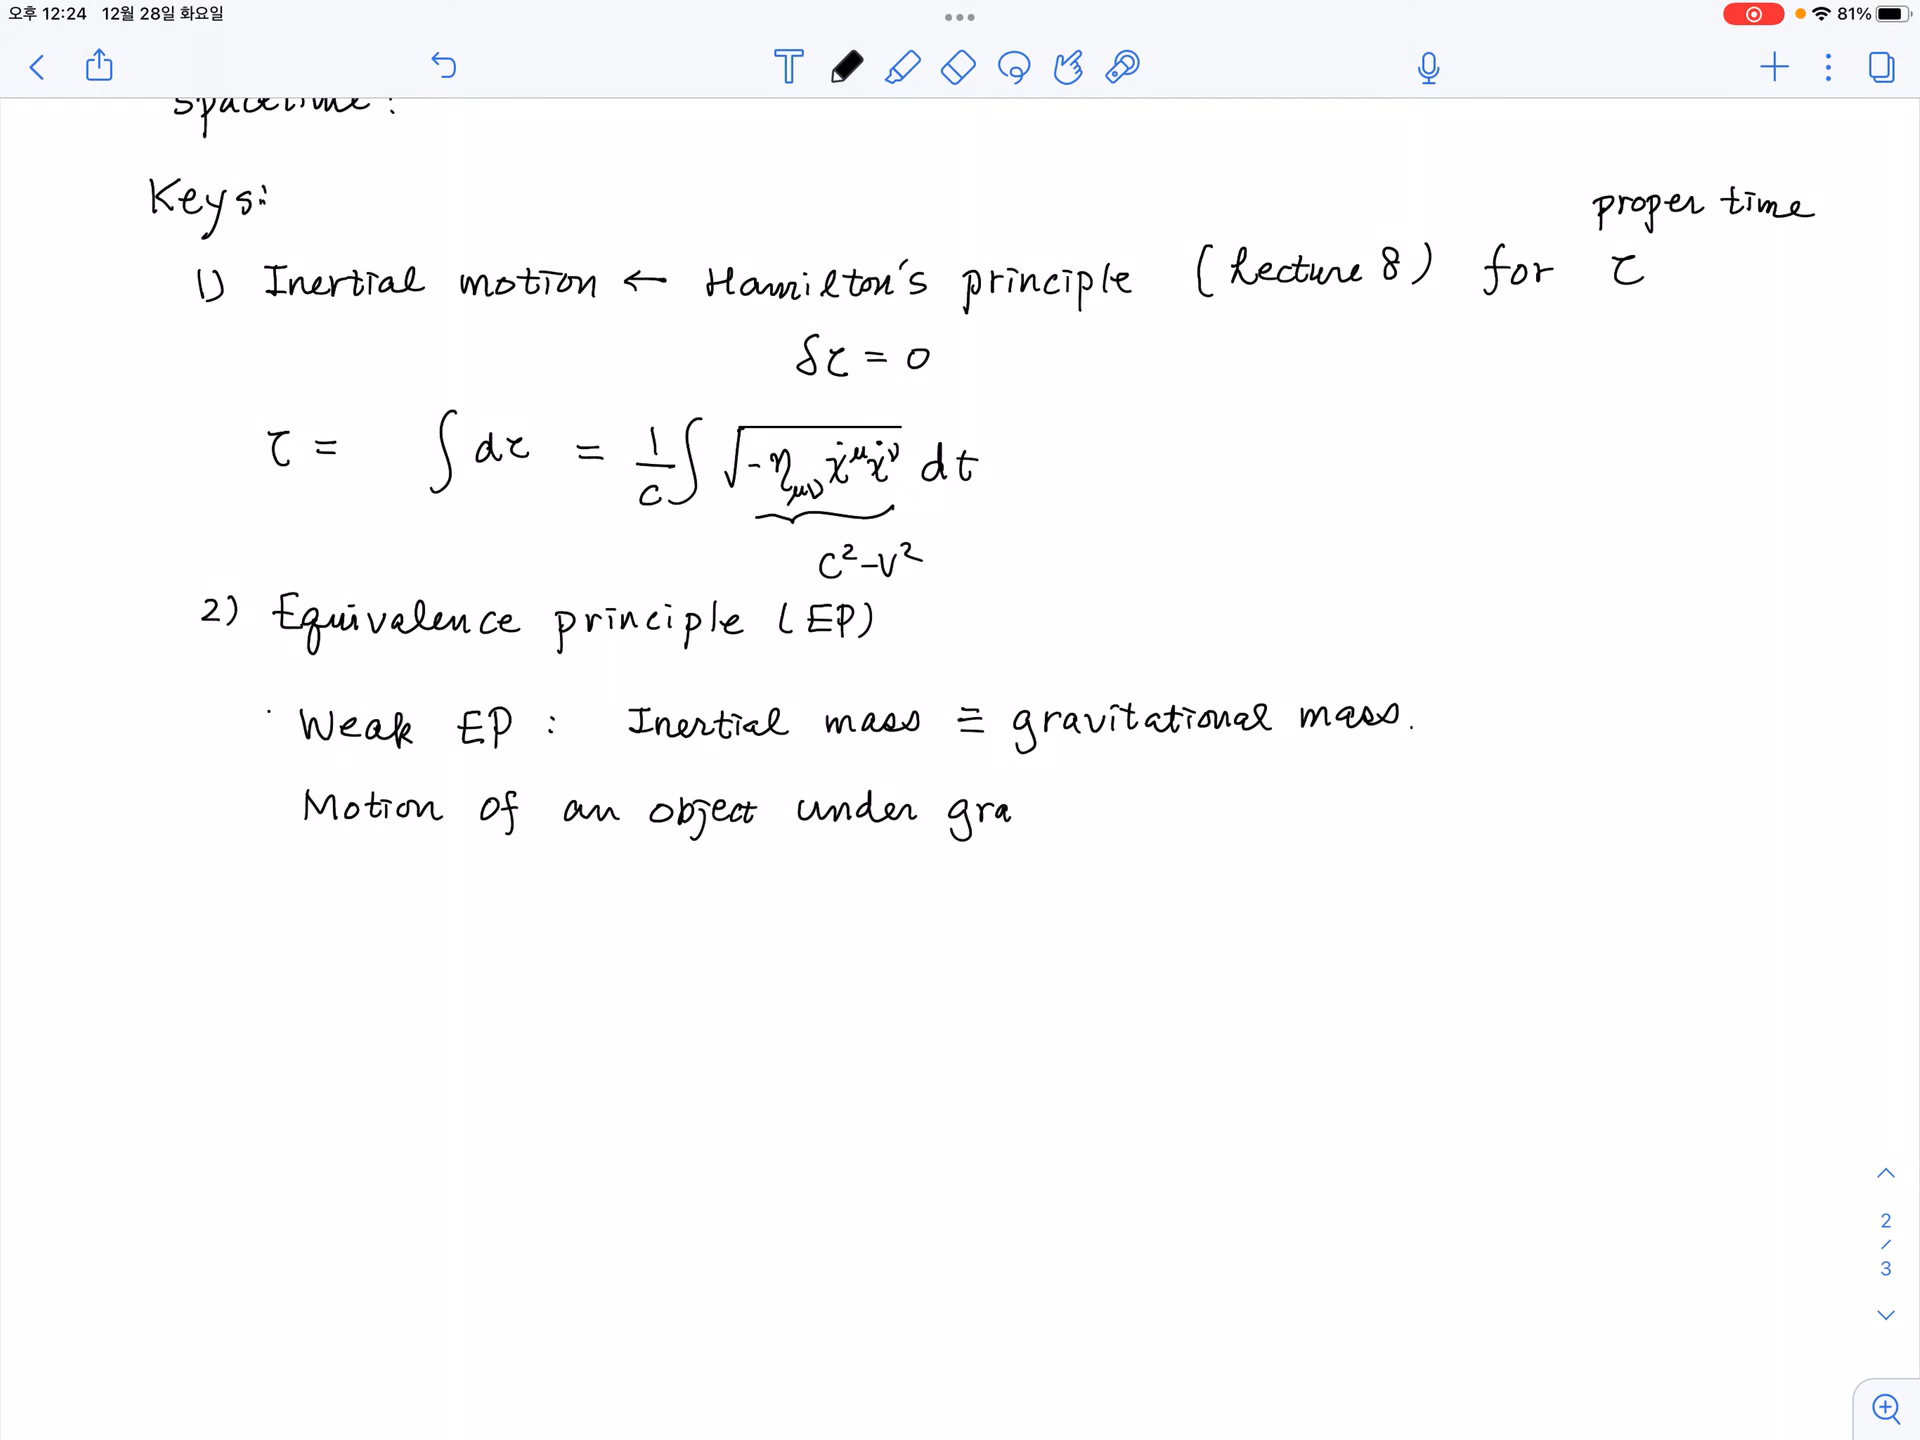 오후 12:24 12월 28일 화요일
81%
spacetime :
Keys:
proper time
1) Inertial motion ← Hamilton's principle (Lecture 8) for τ
δτ = 0
τ = ∫ dτ = 1/c ∫ √(-η_μν ẋ^μ ẋ^ν) dt
c² - v²
2) Equivalence principle (EP)
· Weak EP : Inertial mass ≡ gravitational mass.
Motion of an object under gra
2
/
3